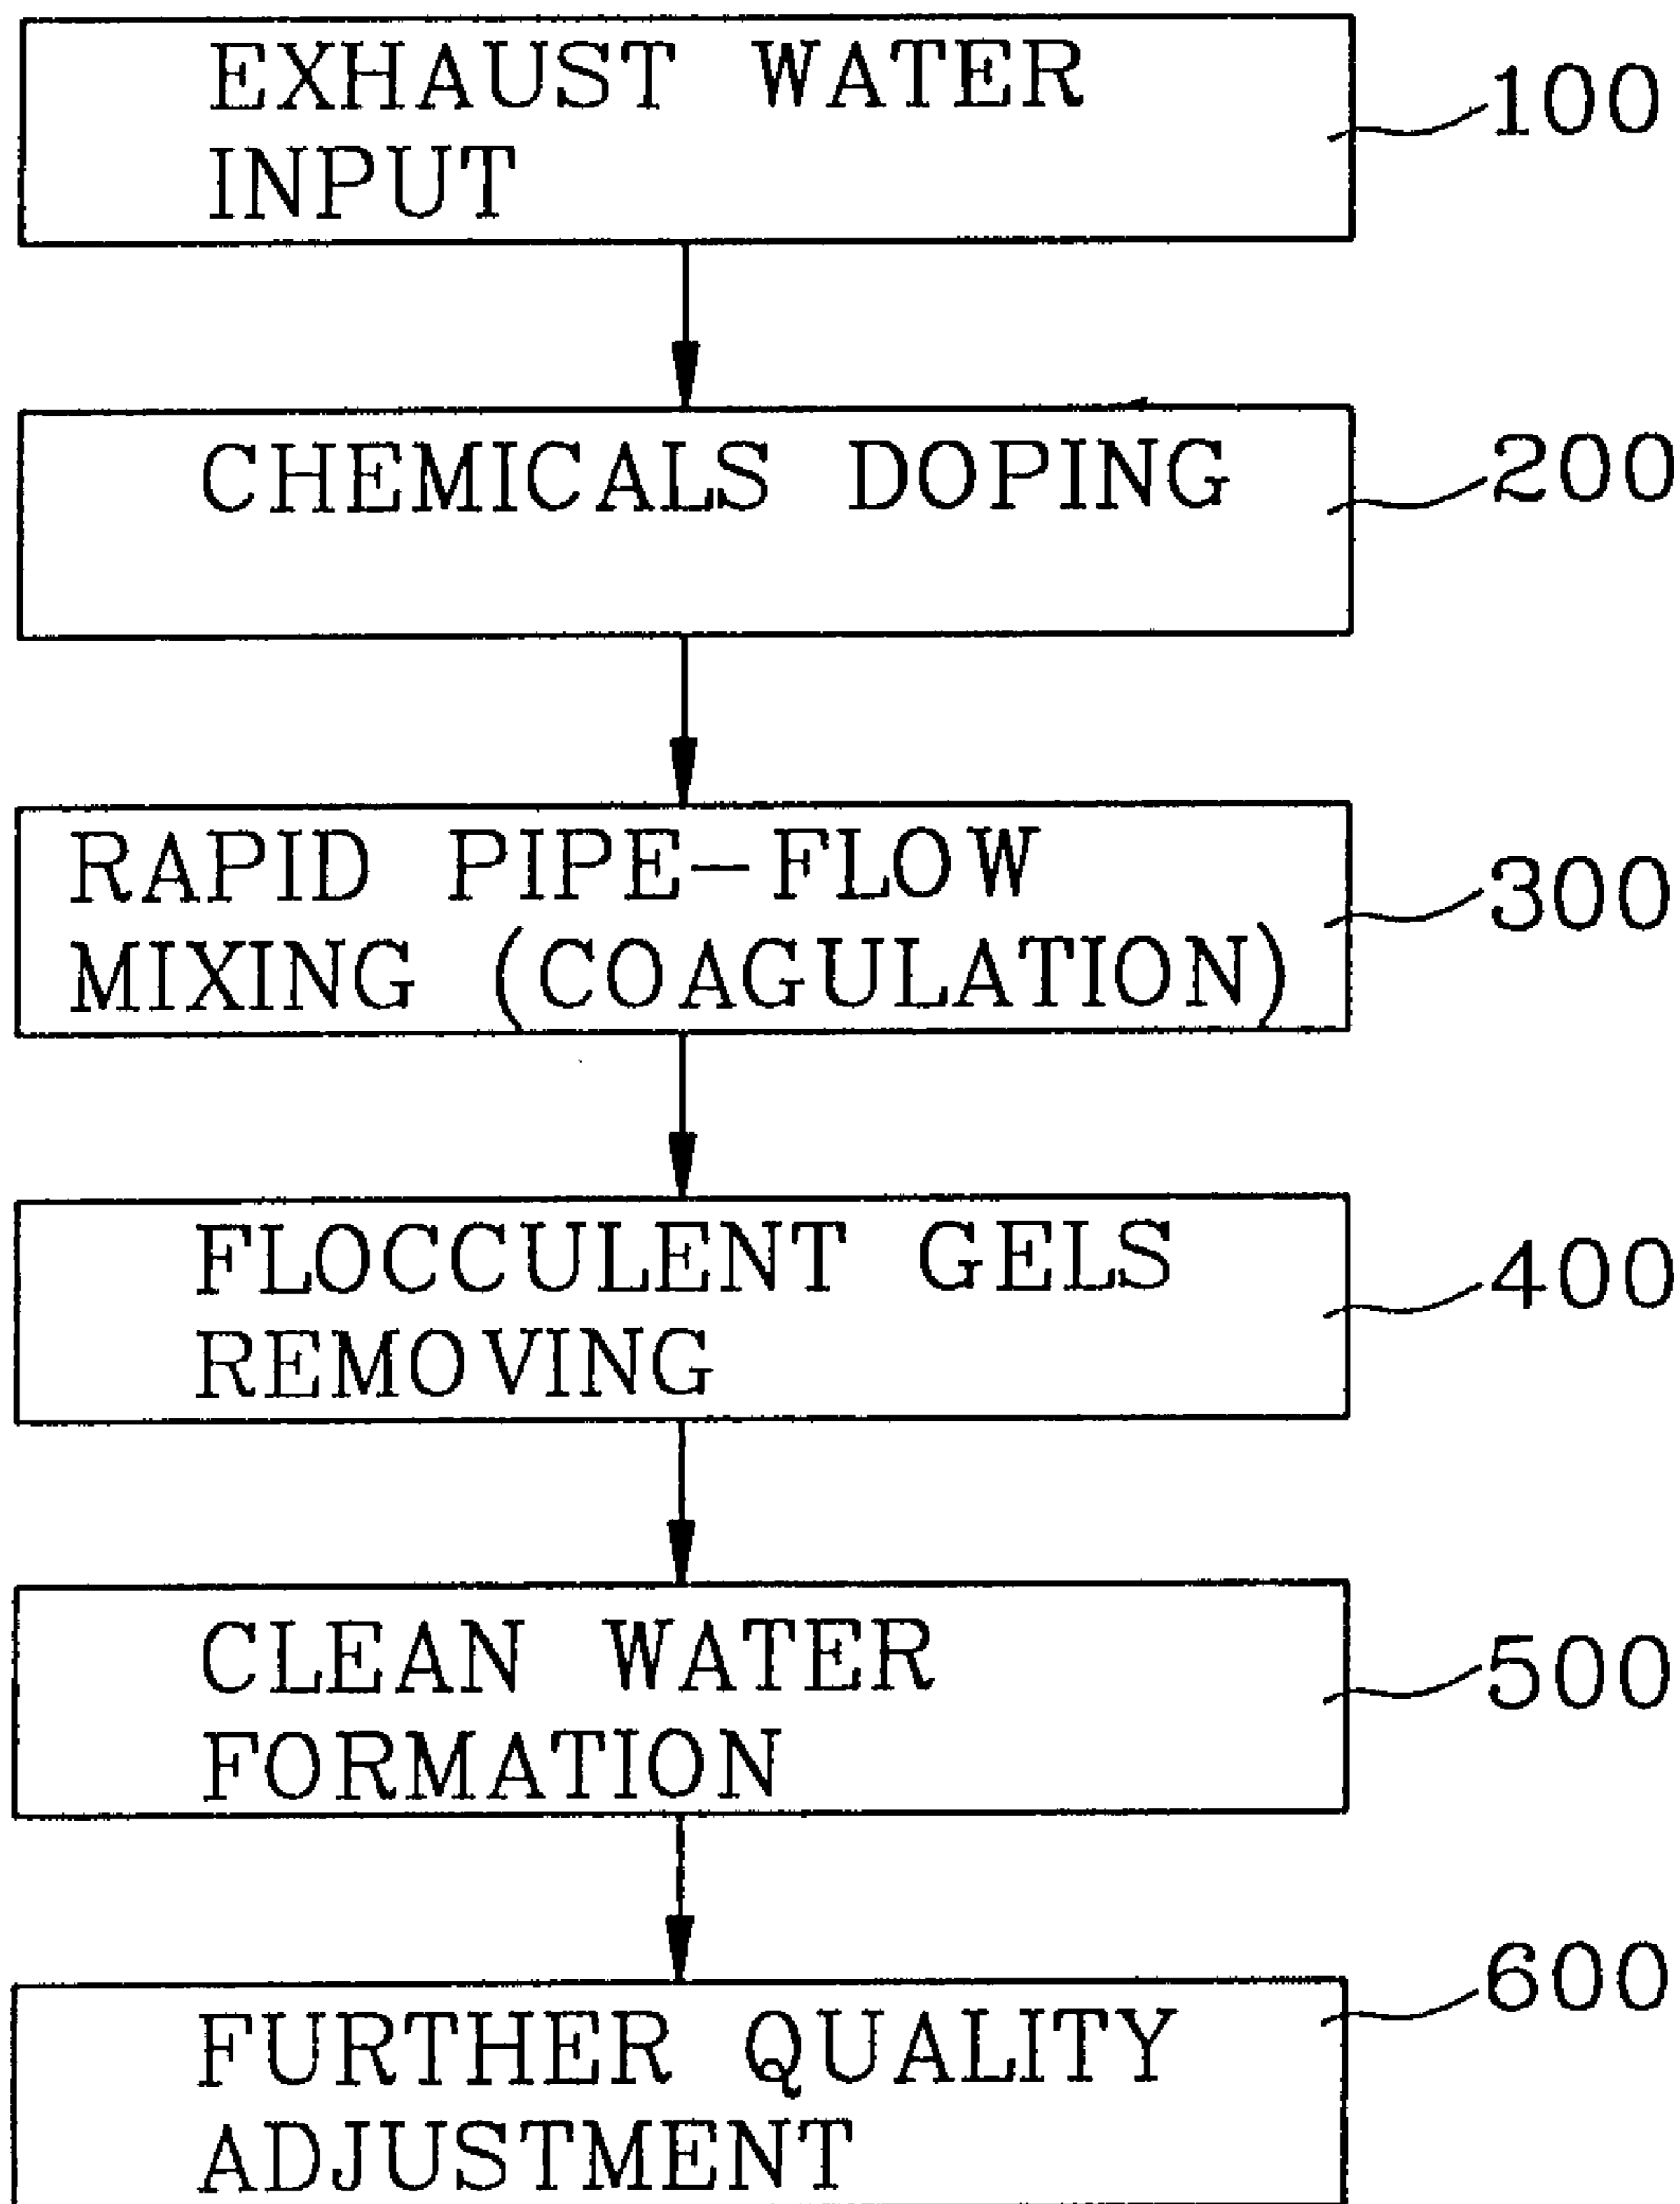 EXHAUST WATER
INPUT
100
CHEMICALS DOPING
200
RAPID PIPE-FLOW
MIXING (COAGULATION)
300
FLOCCULENT GELS
REMOVING
400
CLEAN WATER
FORMATION
500
FURTHER QUALITY
ADJUSTMENT
600